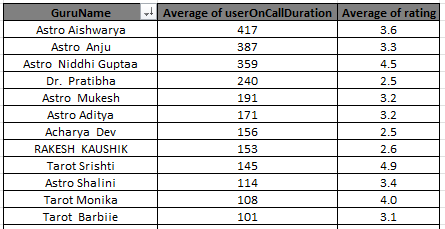 GuruName Average of userOnCallDuration Average of rating
Astro Aishwarya 417 3.6
Astro Anju 387 3.3
Astro Niddhi Guptaa 359 4.5
Dr. Pratibha 240 2.5
Astro Mukesh 191 3.2
Astro Aditya 171 3.2
Acharya Dev 156 2.5
RAKESH KAUSHIK 153 2.6
Tarot Srishti 145 4.9
Astro Shalini 114 3.4
Tarot Monika 108 4.0
Tarot Barbiie 101 3.1